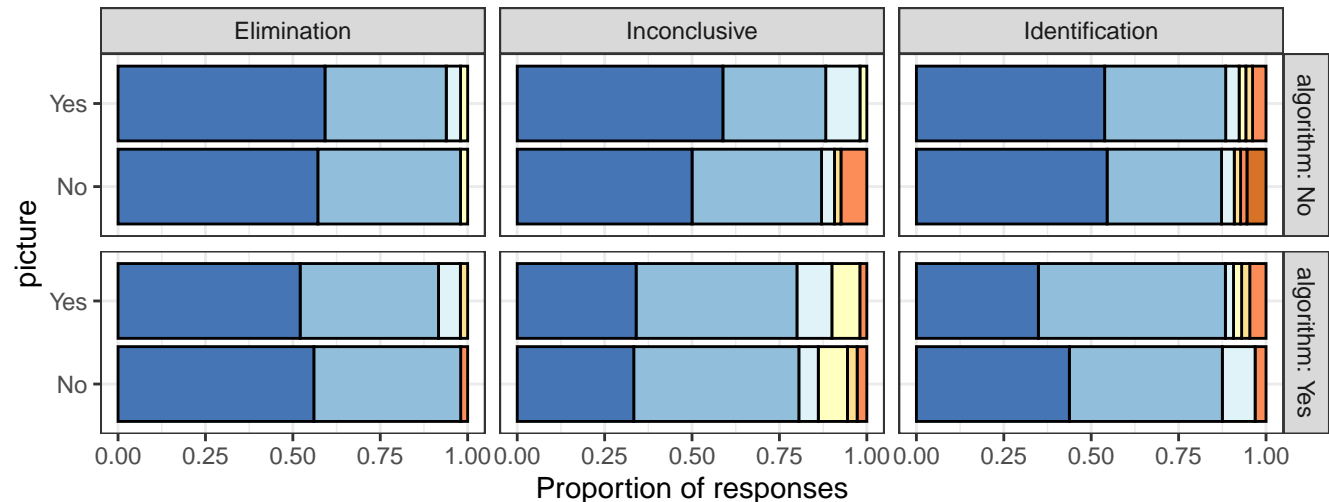 Elimination Inconclusive Identification
Yes
No
algorithm: No
picture
Yes
No
algorithm: Yes
0.00 0.25 0.50 0.75 1.00 0.00 0.25 0.50 0.75 1.00 0.00 0.25 0.50 0.75 1.00
Proportion of responses